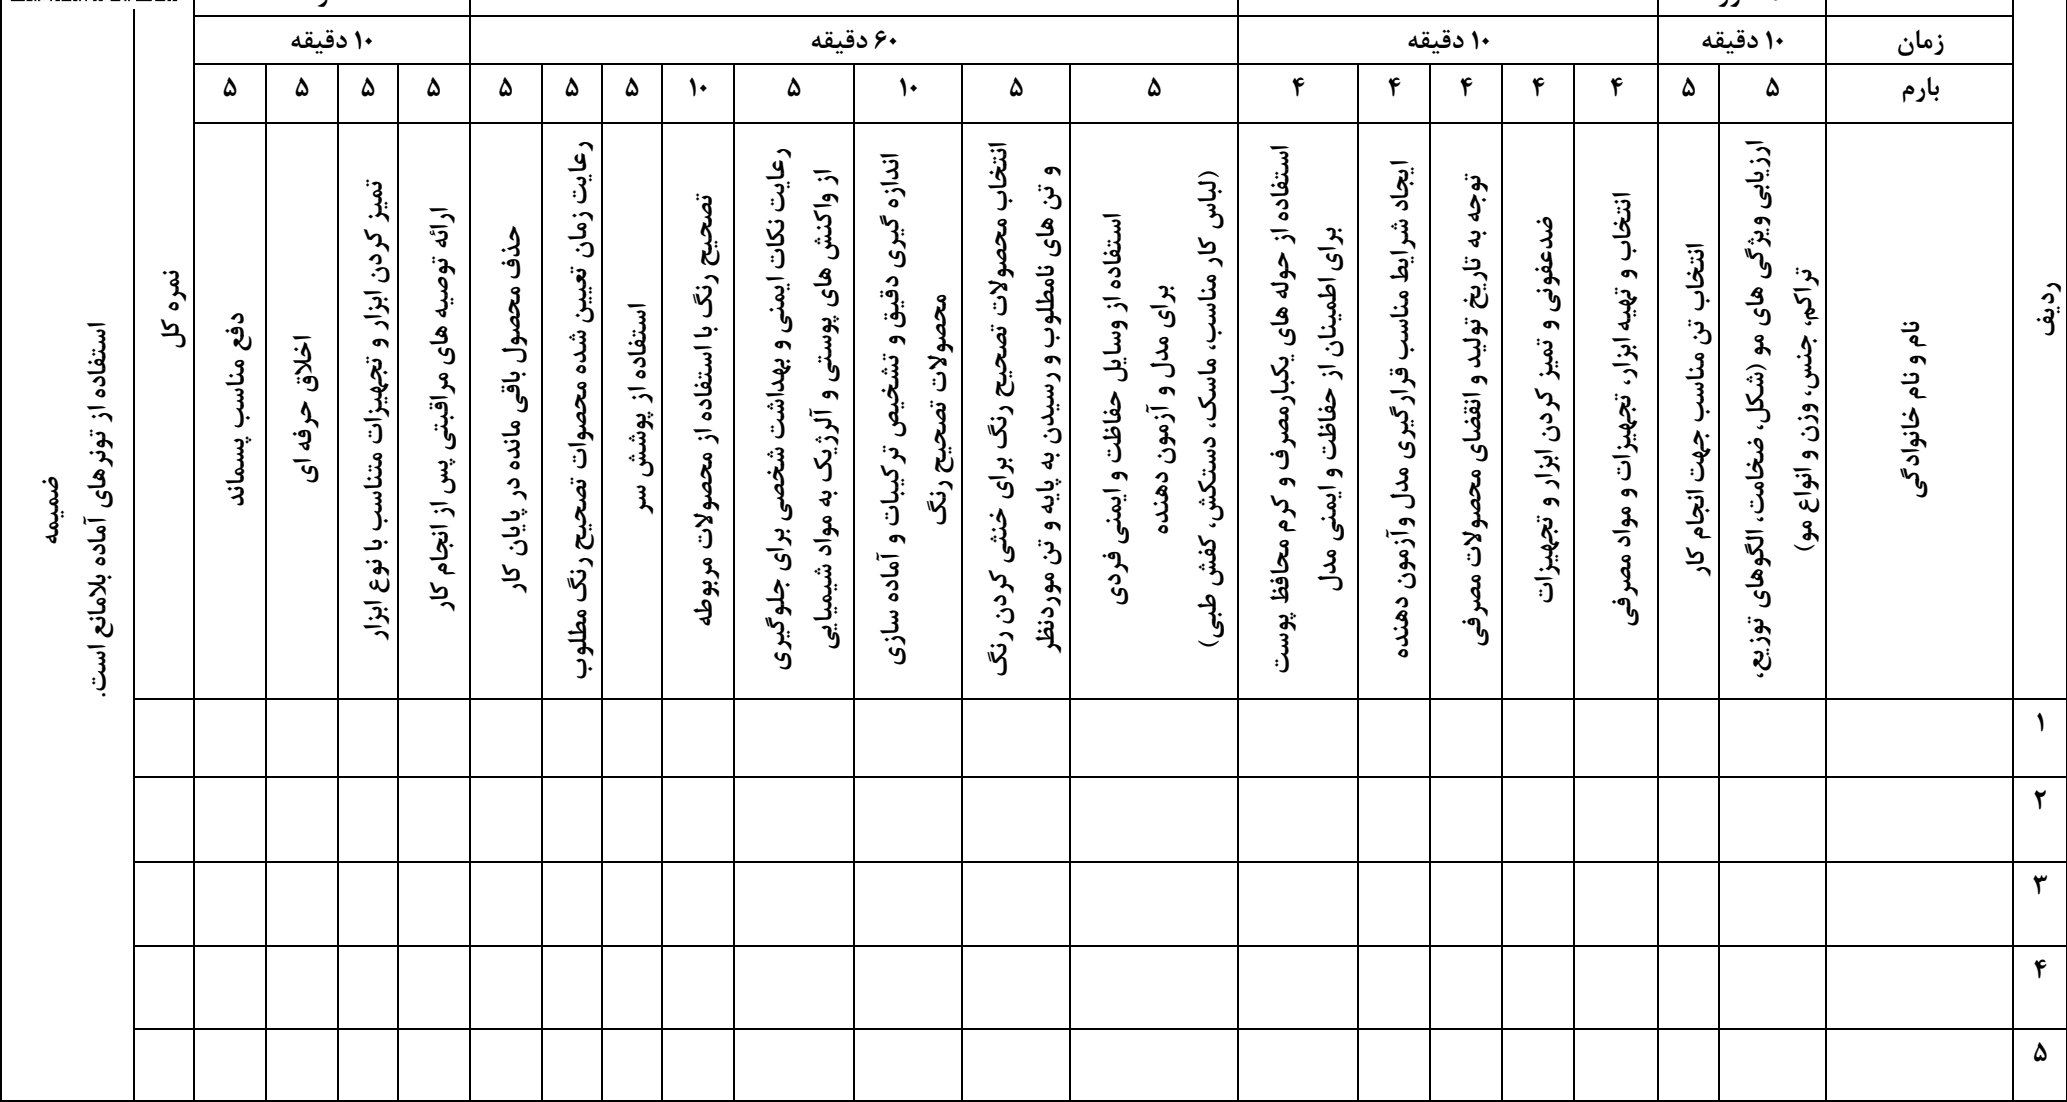 ردیف
زمان
۱۰ دقیقه
۱۰ دقیقه
۶۰ دقیقه
۱۰ دقیقه
بارم
۵
۵
۴
۴
۴
۴
۴
۵
۵
۱۰
۵
۱۰
۵
۵
۵
۵
۵
۵
۵
نام و نام خانوادگی
ارزیابی ویژگی های مو (شکل، ضخامت، الگوهای توزیع،
تراکم، جنس، وزن و انواع مو)
انتخاب تن مناسب جهت انجام کار
انتخاب و تهیه ابزار، تجهیزات و مواد مصرفی
ضدعفونی و تمیز کردن ابزار و تجهیزات
توجه به تاریخ تولید و انقضای محصولات مصرفی
ایجاد شرایط مناسب قرارگیری مدل و آزمون دهنده
استفاده از حوله های یکبارمصرف و کرم محافظ پوست
برای اطمینان از حفاظت و ایمنی مدل
استفاده از وسایل حفاظت و ایمنی فردی
برای مدل و آزمون دهنده
(لباس کار مناسب، ماسک، دستکش، کفش طبی)
انتخاب محصولات تصحیح رنگ برای خنثی کردن رنگ
و تن های نامطلوب و رسیدن به پایه و تن موردنظر
اندازه گیری دقیق و تشخیص ترکیبات و آماده سازی
محصولات تصحیح رنگ
رعایت نکات ایمنی و بهداشت شخصی برای جلوگیری
از واکنش های پوستی و آلرژیک به مواد شیمیایی
تصحیح رنگ با استفاده از محصولات مربوطه
استفاده از پوشش سر
رعایت زمان تعیین شده محصوات تصحیح رنگ مطلوب
حذف محصول باقی مانده در پایان کار
ارائه توصیه های مراقبتی پس از انجام کار
تمیز کردن ابزار و تجهیزات متناسب با نوع ابزار
اخلاق حرفه ای
دفع مناسب پسماند
نمره کل
ضمیمه
استفاده از تونرهای آماده بلامانع است.
۱
۲
۳
۴
۵